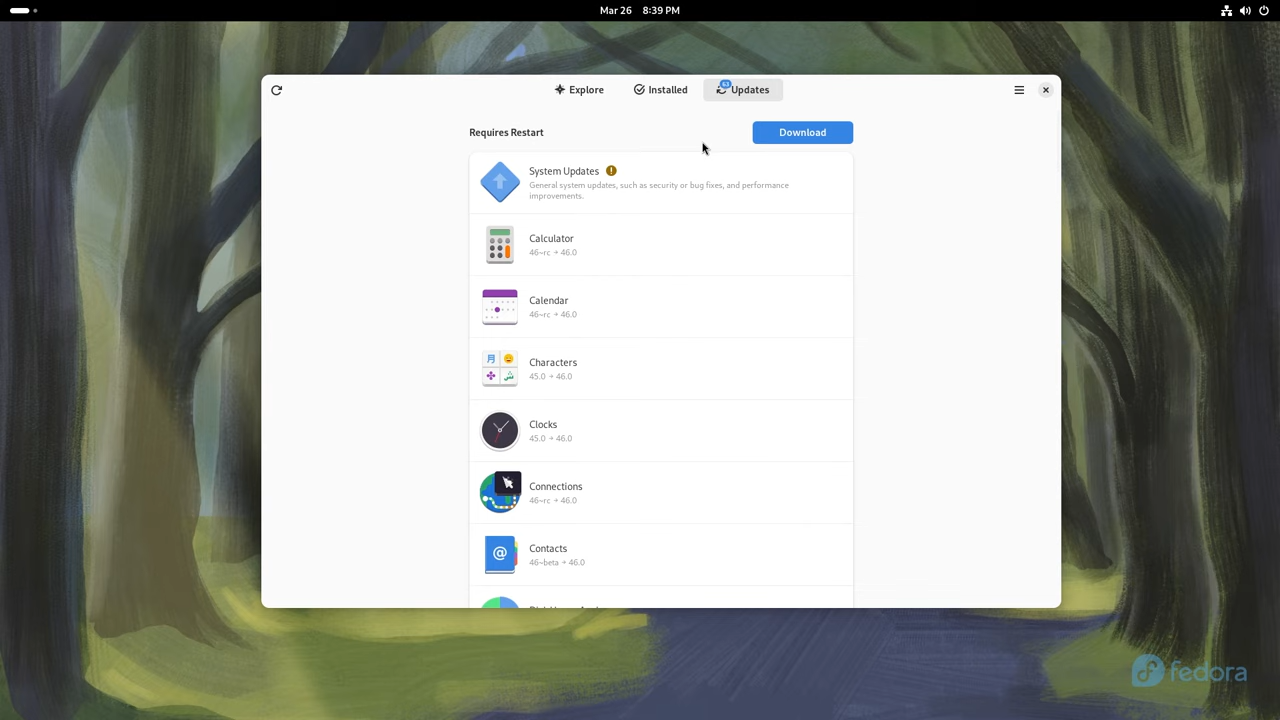 Mar 26 8:39 PM
Explore
Installed
63
Updates
Requires Restart
Download
System Updates
General system updates, such as security or bug fixes, and performance
improvements.
Calculator
46~rc → 46.0
Calendar
46~rc → 46.0
Characters
45.0 → 46.0
Clocks
45.0 → 46.0
Connections
46~rc → 46.0
@
Contacts
46~beta → 46.0
fedora